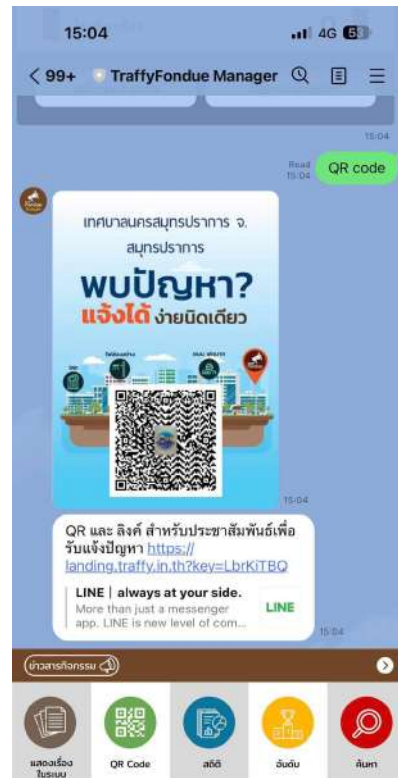 15:04
4G 53
99+ TraffyFondue Manager
15:04
Read
15:04
QR code
เทศบาลนครสมุทรปราการ จ.
สมุทรปราการ
พบปัญหา?
แจ้งได้ ง่ายนิดเดียว
15:04
QR และ ลิงค์ สำหรับประชาสัมพันธ์เพื่อ
รับแจ้งปัญหา https://
landing.traffy.in.th?key=LbrKiTBQ
LINE | always at your side.
More than just a messenger
app. LINE is new level of com...
LINE
15:04
ข่าวสารกิจกรรม
แสดงเรื่อง
ในระบบ
QR Code
สถิติ
อันดับ
ค้นหา